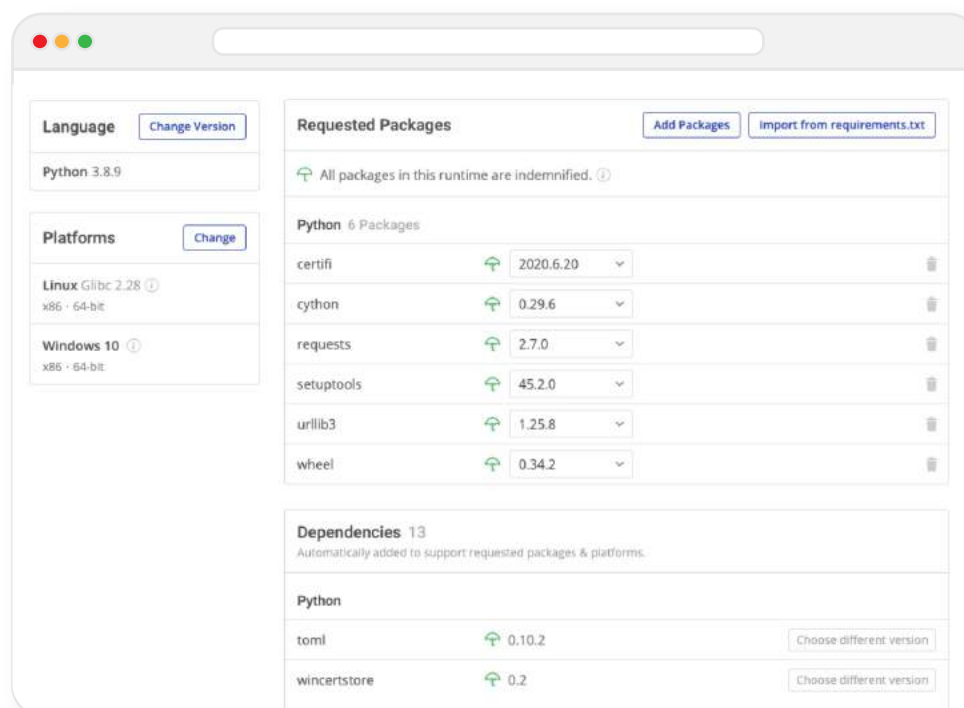 Language Change Version
Python 3.8.9
Platforms Change
Linux Glibc 2.28
x86 · 64-bit
Windows 10
x86 · 64-bit
Requested Packages Add Packages Import from requirements.txt
All packages in this runtime are indemnified.
Python 6 Packages
certifi 2020.6.20
cython 0.29.6
requests 2.7.0
setuptools 45.2.0
urllib3 1.25.8
wheel 0.34.2
Dependencies 13
Automatically added to support requested packages & platforms.
Python
toml 0.10.2 Choose different version
wincertstore 0.2 Choose different version